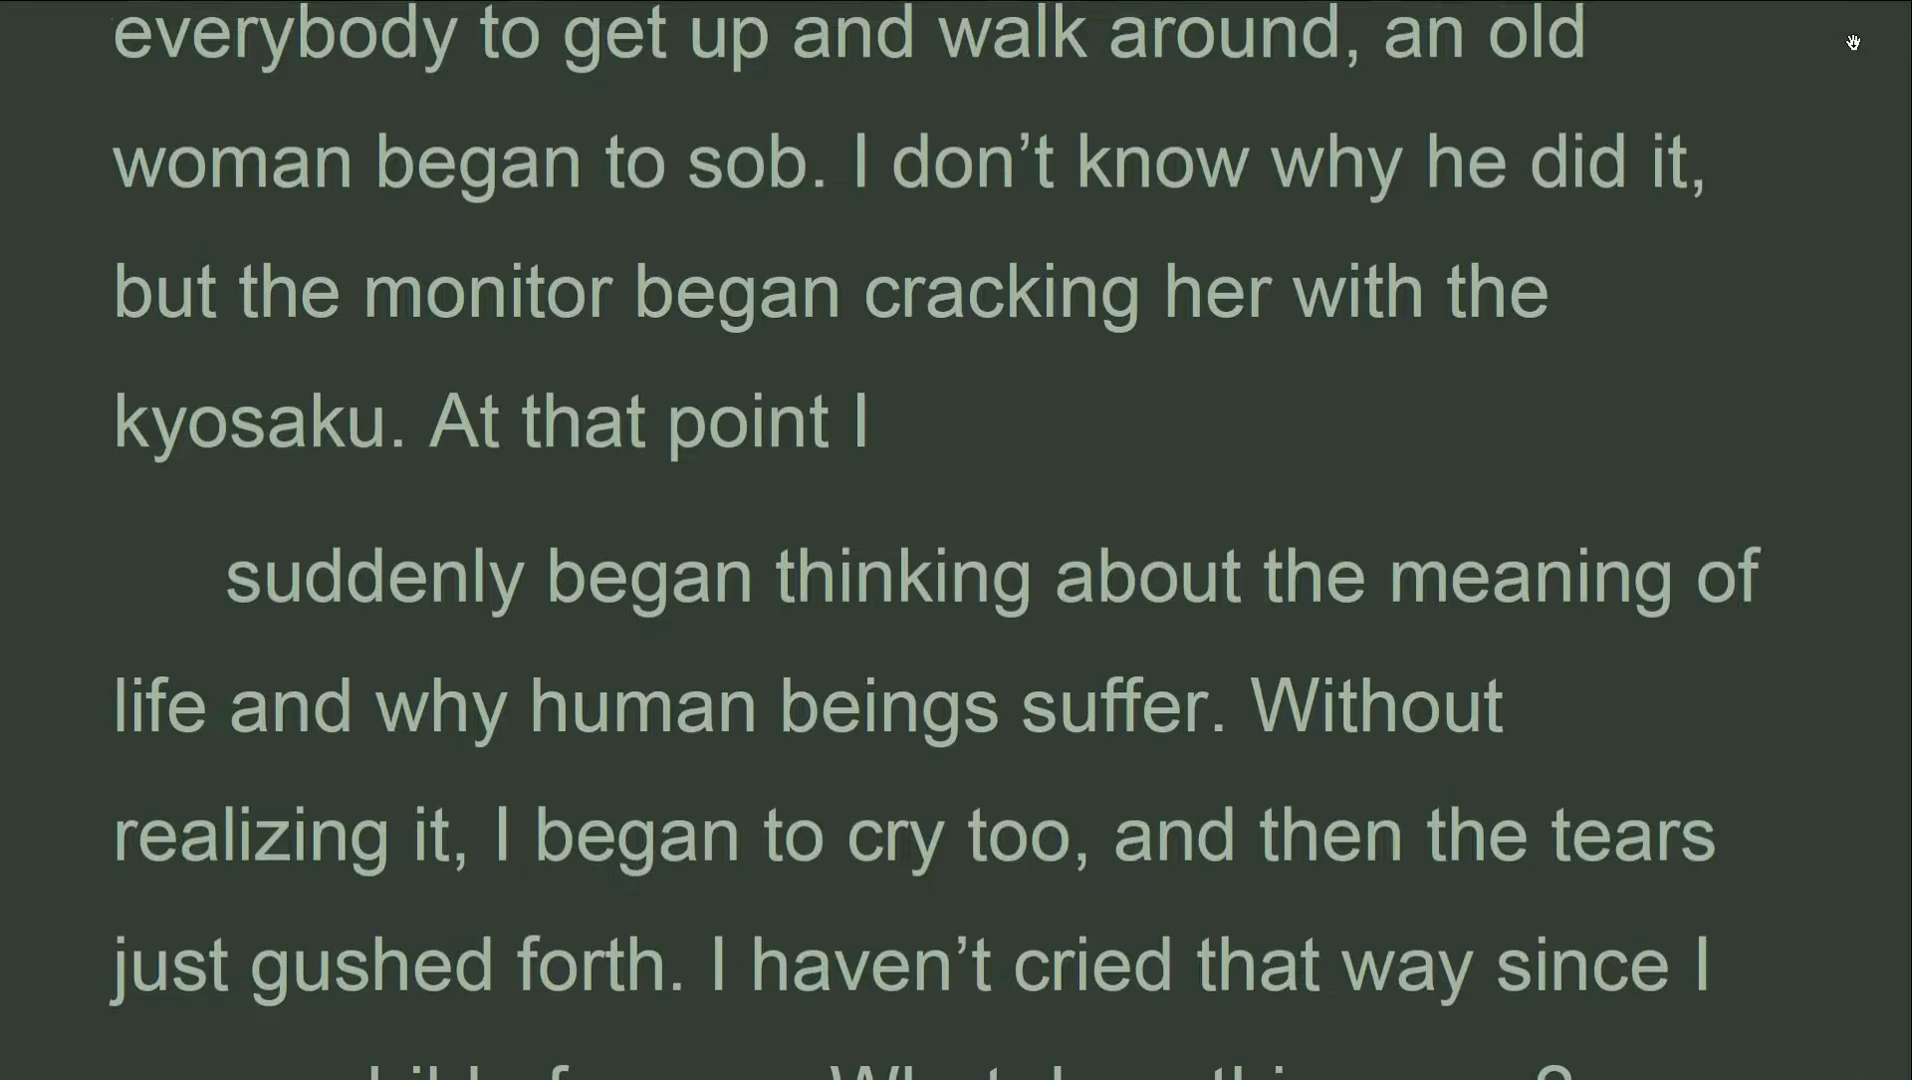 everybody to get up and walk around, an old
woman began to sob. I don’t know why he did it,
but the monitor began cracking her with the
kyosaku. At that point I
suddenly began thinking about the meaning of
life and why human beings suffer. Without
realizing it, I began to cry too, and then the tears
just gushed forth. I haven’t cried that way since I